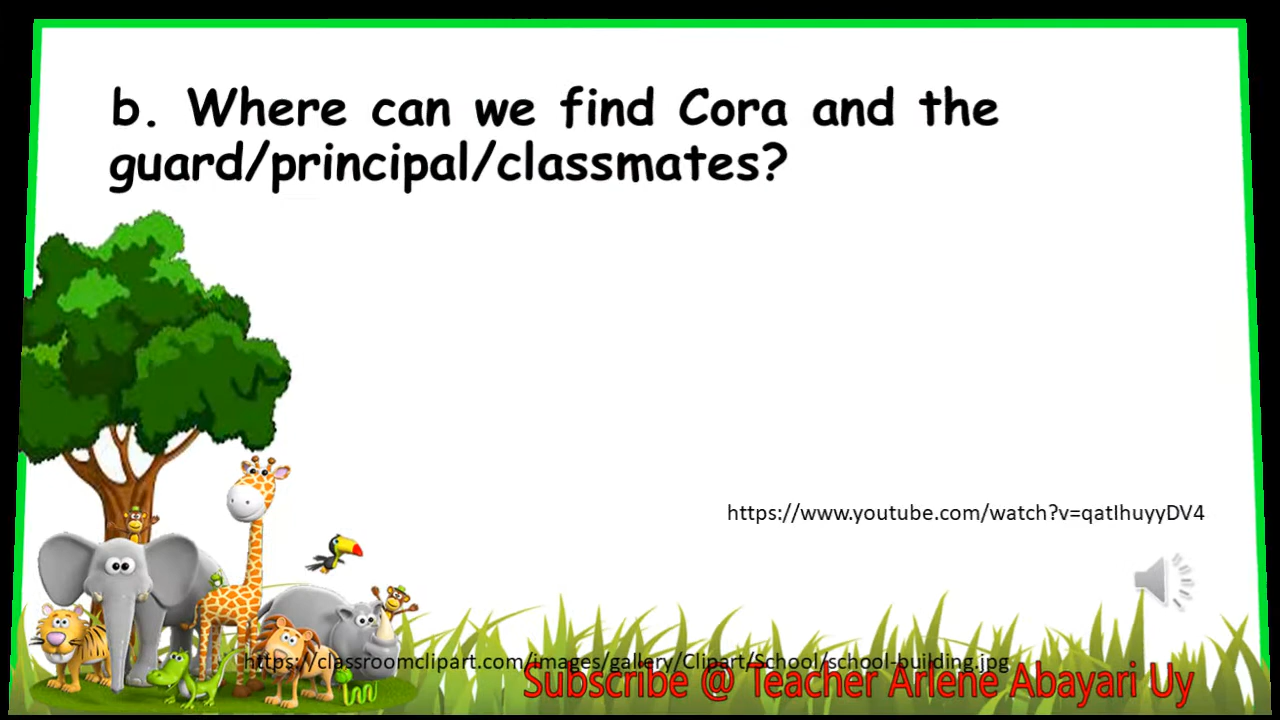 b. Where can we find Cora and the
guard/principal/classmates?
https://www.youtube.com/watch?v=qatIhuyyDV4
https://classroomclipart.com/images/gallery/Clipart/School/school-building.jpg
Subscribe @ Teacher Arlene Abayari Uy